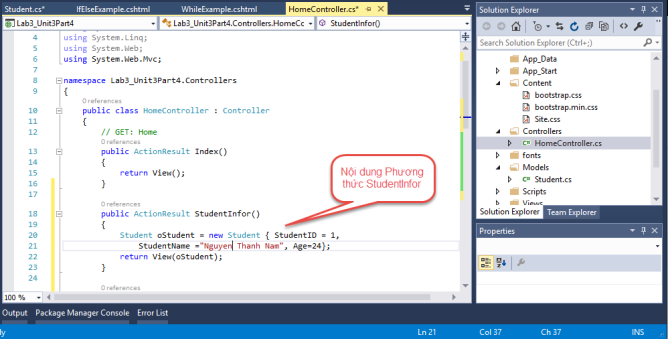 Student.cs*
IfElseExample.cshtml
WhileExample.cshtml
HomeController.cs*
Lab3_Unit3Part4
Lab3_Unit3Part4.Controllers.HomeCc
StudentInfor()
4 using System.Linq;
5 using System.Web;
6 using System.Web.Mvc;
7
8 namespace Lab3_Unit3Part4.Controllers
9 {
0 references
10 public class HomeController : Controller
11 {
12 // GET: Home
0 references
13 public ActionResult Index()
14 {
15 return View();
16 }
17
0 references
18 public ActionResult StudentInfor()
19 {
20 Student oStudent = new Student { StudentID = 1,
21 StudentName ="Nguyen Thanh Nam", Age=24};
22 return View(oStudent);
23 }
24
0 references
100 %
Nội dung Phương
thức StudentInfor
Solution Explorer
Search Solution Explorer (Ctrl+;)
App_Data
App_Start
Content
bootstrap.css
bootstrap.min.css
Site.css
Controllers
C# HomeController.cs
fonts
Models
C# Student.cs
Scripts
Views
Solution Explorer
Team Explorer
Properties
Output
Package Manager Console
Error List
Ln 21
Col 37
Ch 37
INS